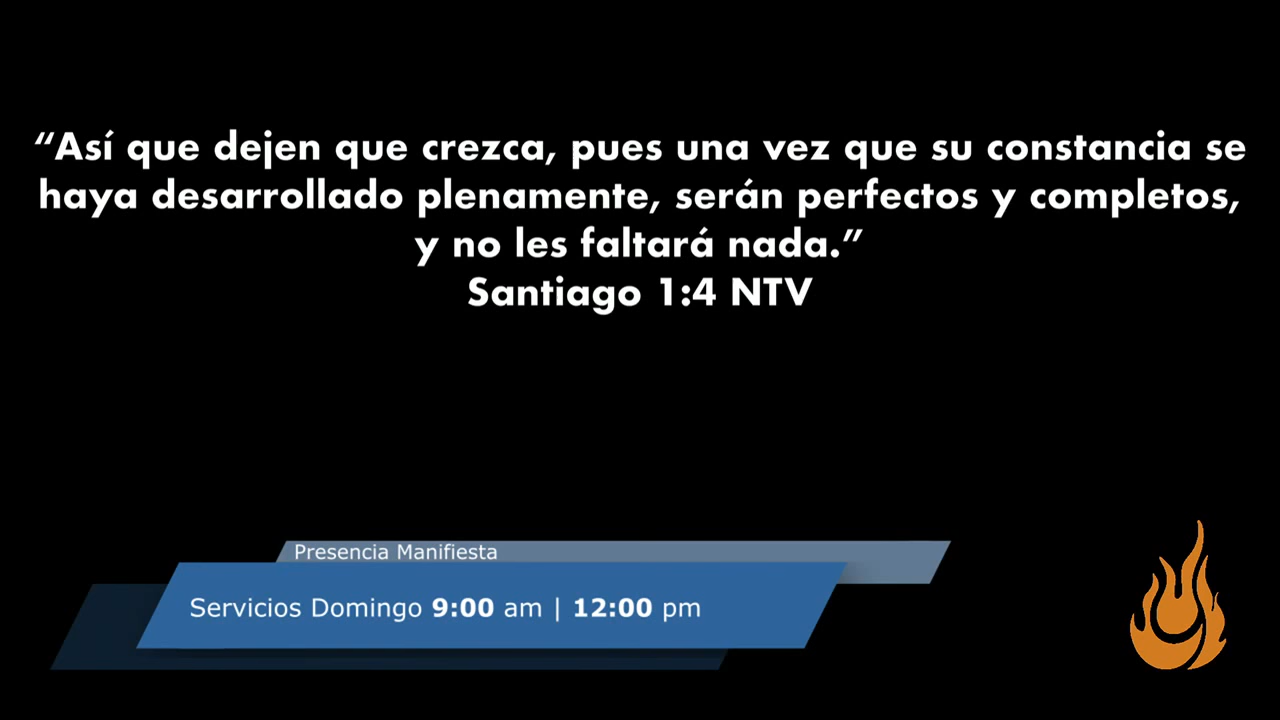 “Así que dejen que crezca, pues una vez que su constancia se
haya desarrollado plenamente, serán perfectos y completos,
y no les faltará nada.”
Santiago 1:4 NTV
Presencia Manifiesta
Servicios Domingo 9:00 am | 12:00 pm